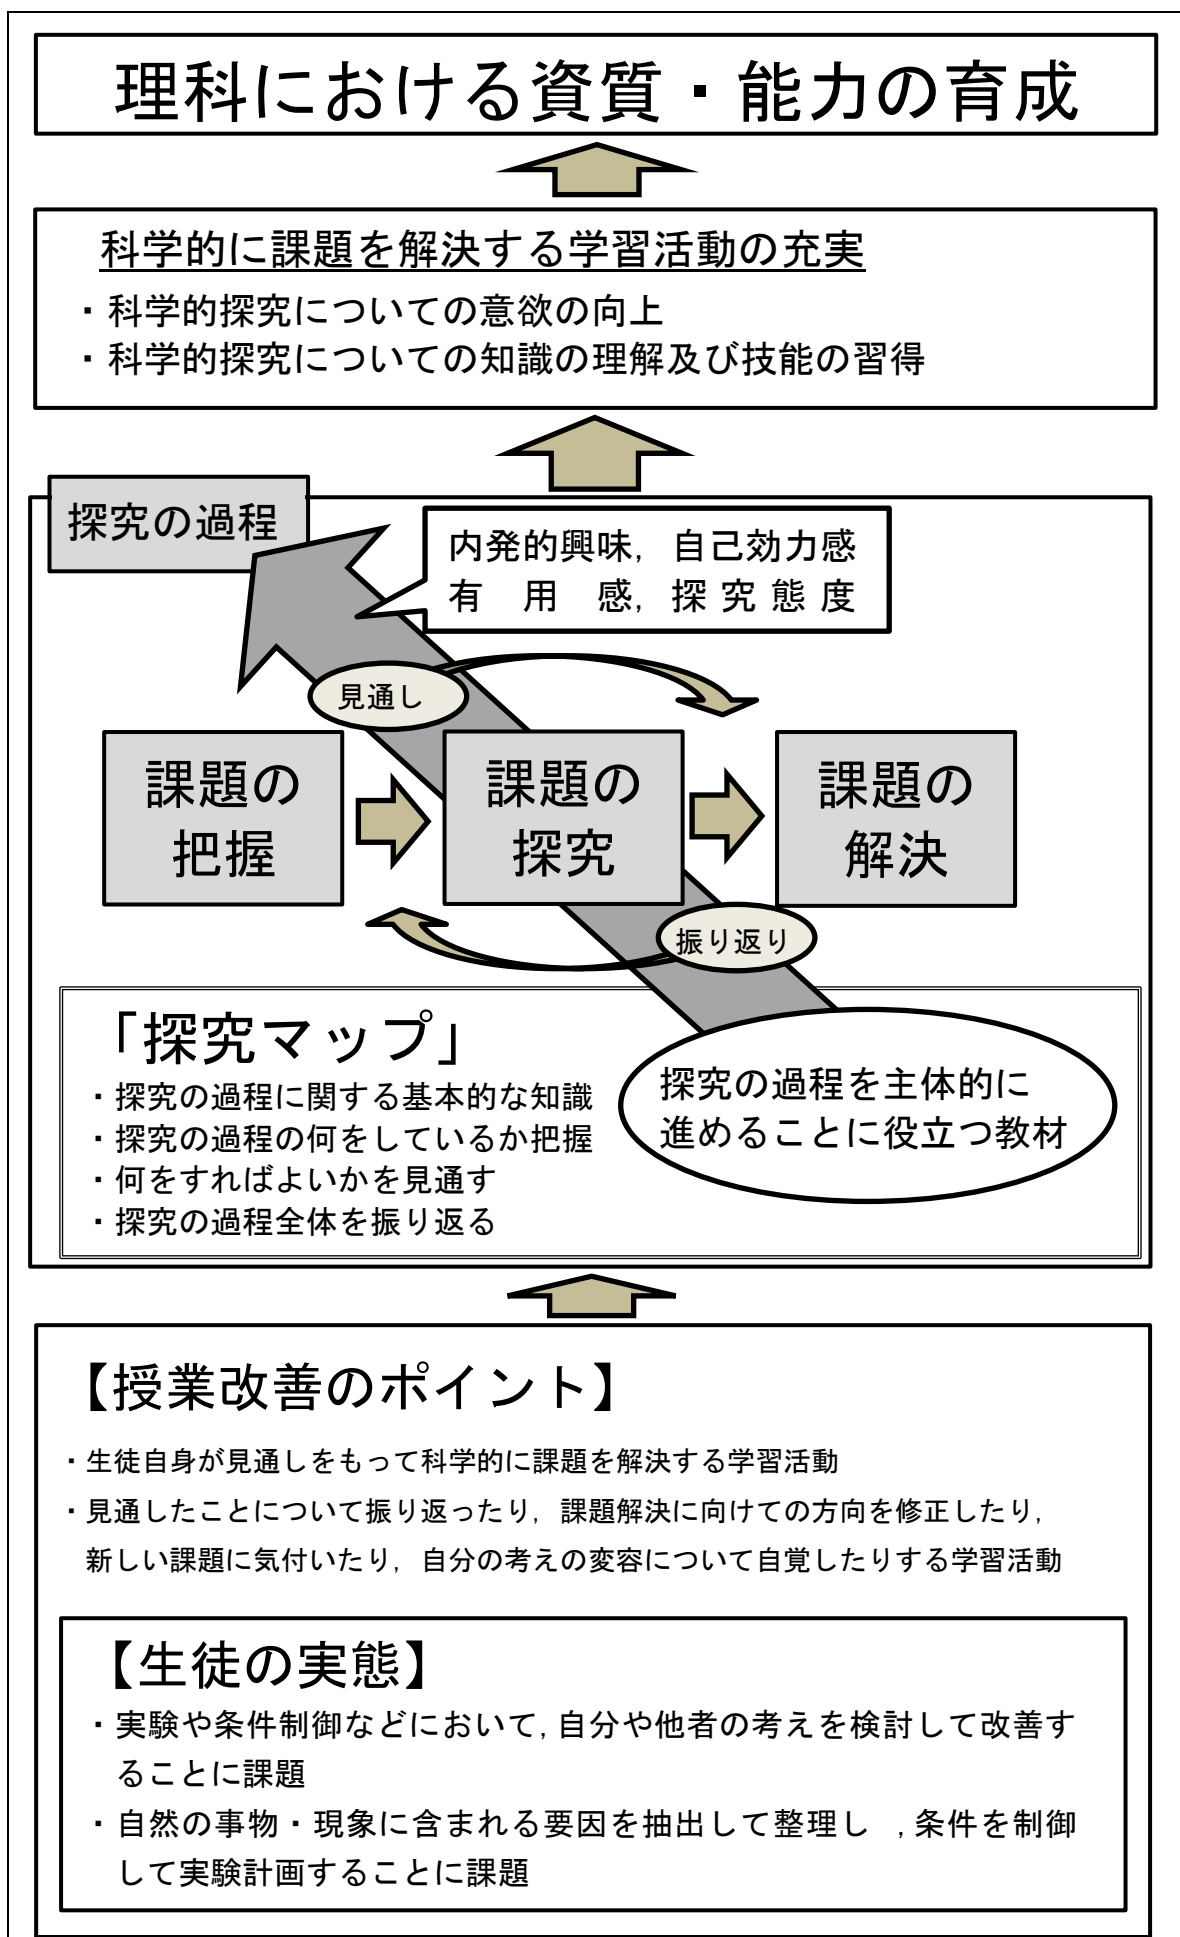 理科における資質・能力の育成
科学的に課題を解決する学習活動の充実
・科学的探究についての意欲の向上
・科学的探究についての知識の理解及び技能の習得
探究の過程
内発的興味，自己効力感
有　用　感，探 究 態 度
見通し
課題の
把握
課題の
探究
課題の
解決
振り返り
「探究マップ」
・探究の過程に関する基本的な知識
・探究の過程の何をしているか把握
・何をすればよいかを見通す
・探究の過程全体を振り返る
探究の過程を主体的に
進めることに役立つ教材
【授業改善のポイント】
・生徒自身が見通しをもって科学的に課題を解決する学習活動
・見通したことについて振り返ったり，課題解決に向けての方向を修正したり，
新しい課題に気付いたり，自分の考えの変容について自覚したりする学習活動
【生徒の実態】
・実験や条件制御などにおいて，自分や他者の考えを検討して改善す
ることに課題
・自然の事物・現象に含まれる要因を抽出して整理し ，条件を制御
して実験計画することに課題